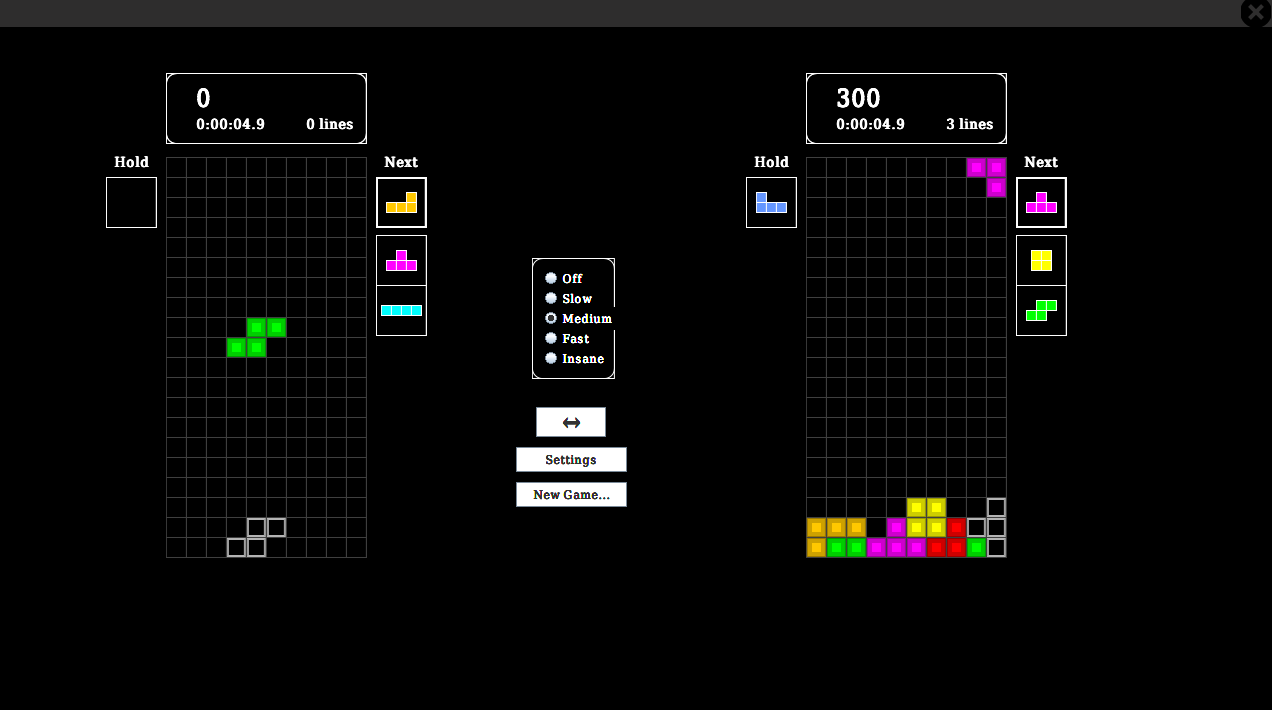 0
0:00:04.9 0 lines
Hold
Next
Off
Slow
Medium
Fast
Insane
↔
Settings
New Game...
300
0:00:04.9 3 lines
Hold
Next